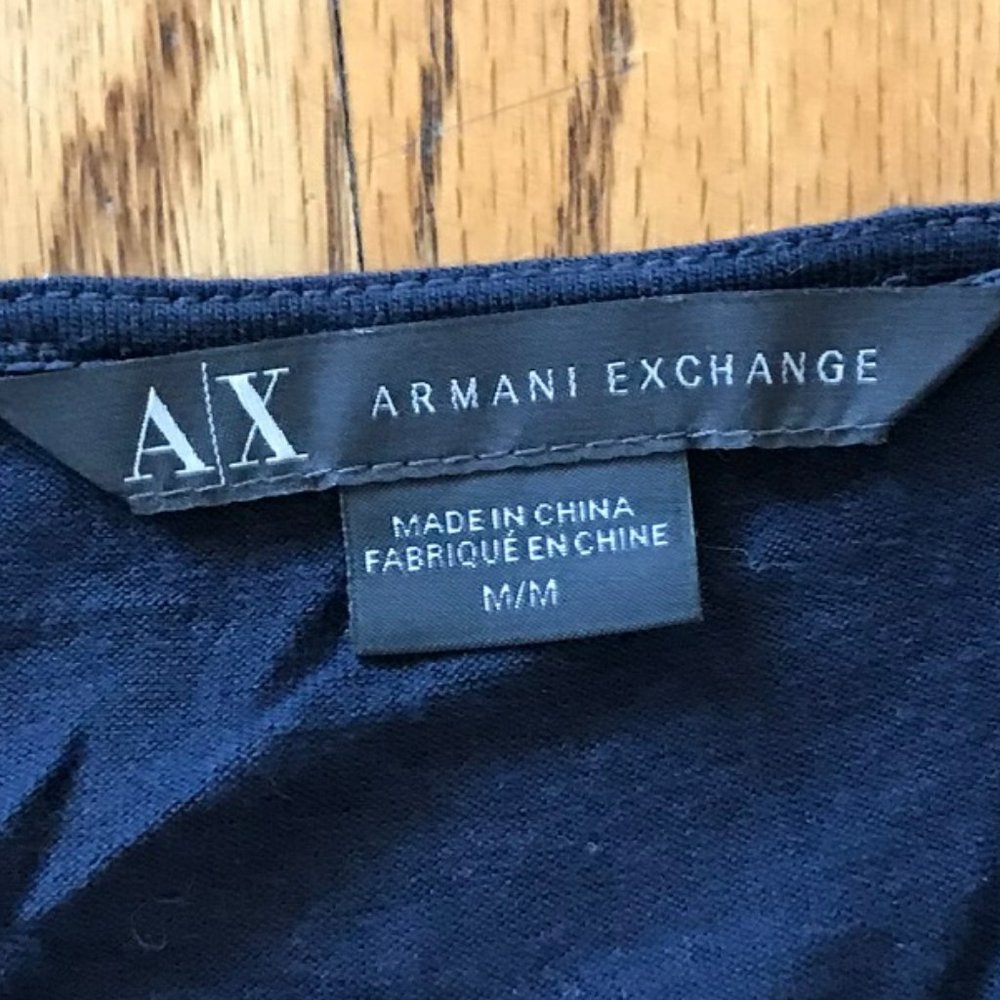 A|X ARMANI EXCHANGE
MADE IN CHINA
FABRIQUÉ EN CHINE
M/M